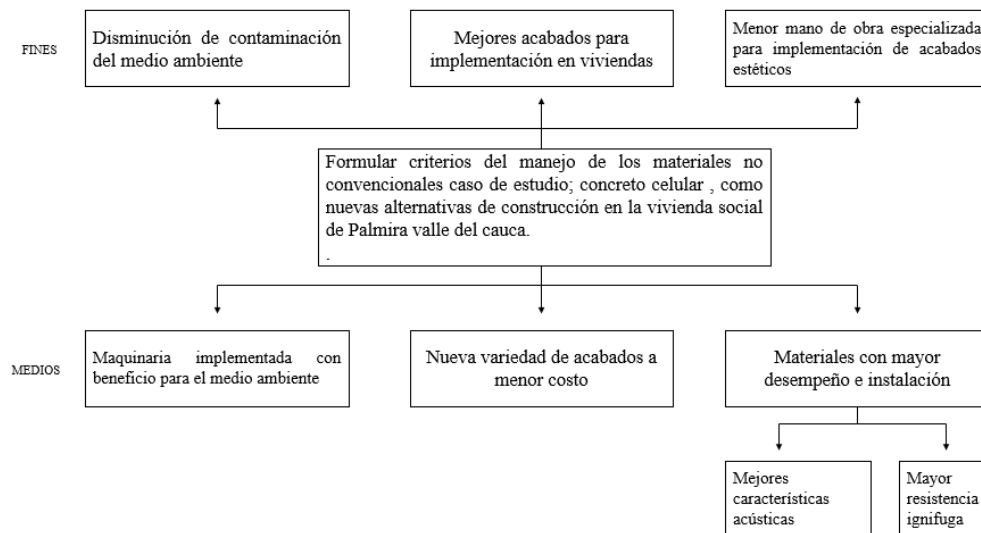 FINES
Disminución de contaminación
del medio ambiente
Mejores acabados para
implementación en viviendas
Menor mano de obra especializada
para implementación de acabados
estéticos
Formular criterios del manejo de los materiales no
convencionales caso de estudio; concreto celular , como
nuevas alternativas de construcción en la vivienda social
de Palmira valle del cauca.
.
MEDIOS
Maquinaria implementada con
beneficio para el medio ambiente
Nueva variedad de acabados a
menor costo
Materiales con mayor
desempeño e instalación
Mejores
característicás
acústicas
Mayor
resistencia
ignifuga